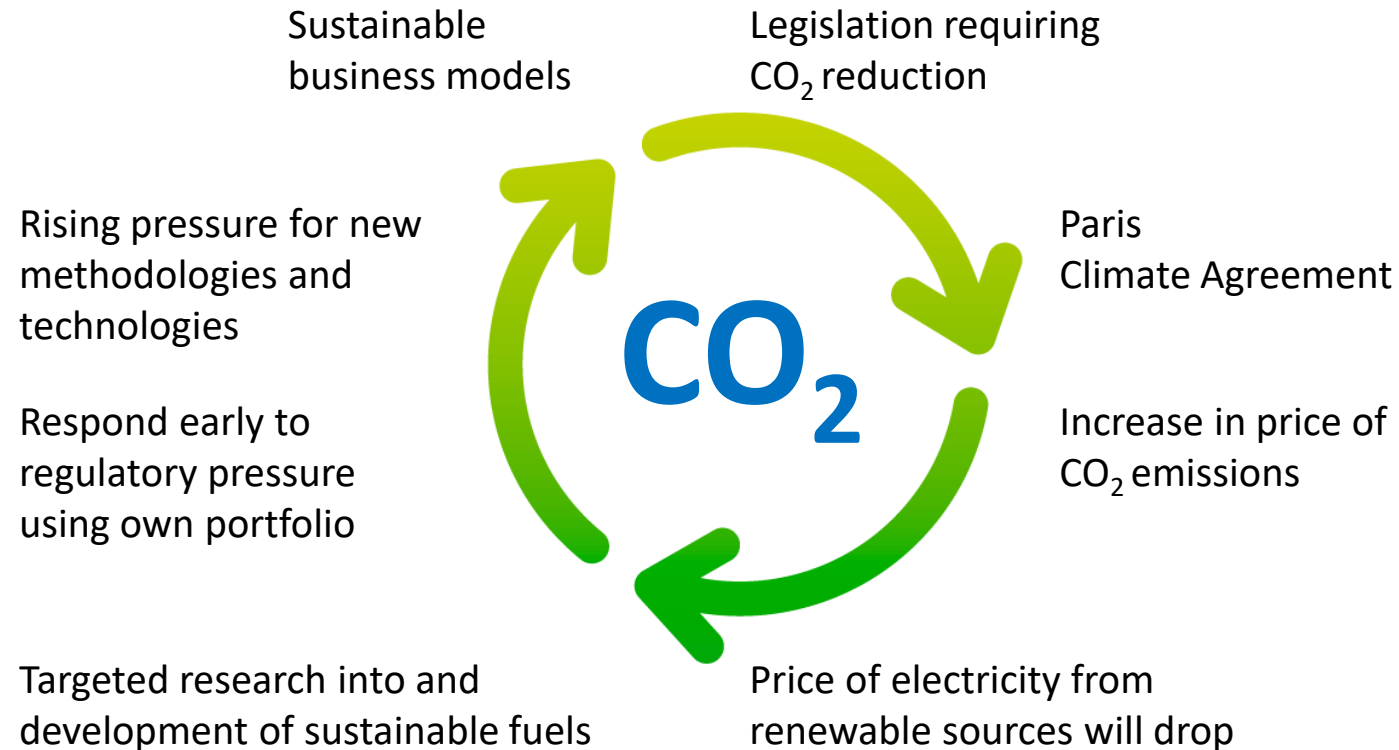 Sustainable
business models
Legislation requiring
CO₂ reduction
Rising pressure for new
methodologies and
technologies
Paris
Climate Agreement
CO₂
Respond early to
regulatory pressure
using own portfolio
Increase in price of
CO₂ emissions
Targeted research into and
development of sustainable fuels
Price of electricity from
renewable sources will drop